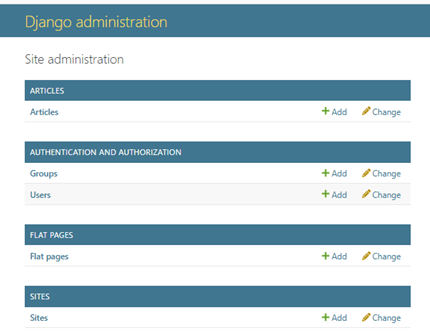 Django administration
Site administration
ARTICLES
Articles Add Change
AUTHENTICATION AND AUTHORIZATION
Groups Add Change
Users Add Change
FLAT PAGES
Flat pages Add Change
SITES
Sites Add Change